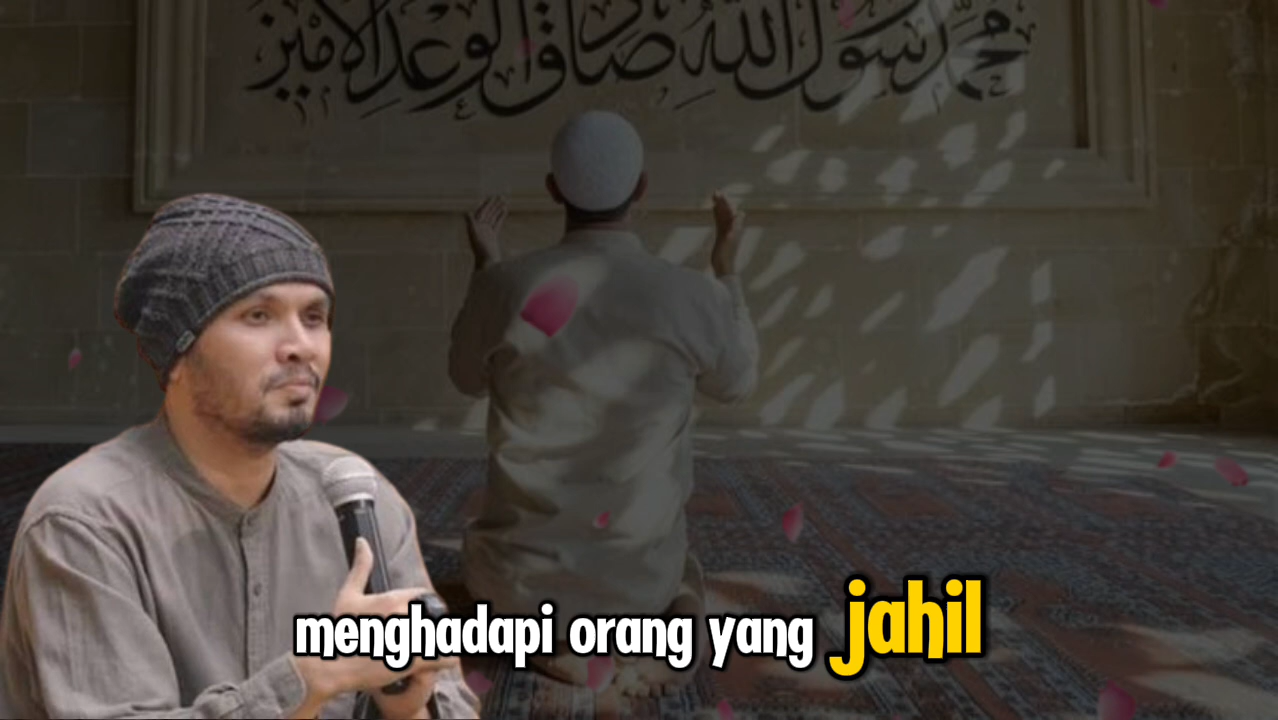 محمد رسول الله صادق الوعد الأمين
menghadapi orang yang jahil